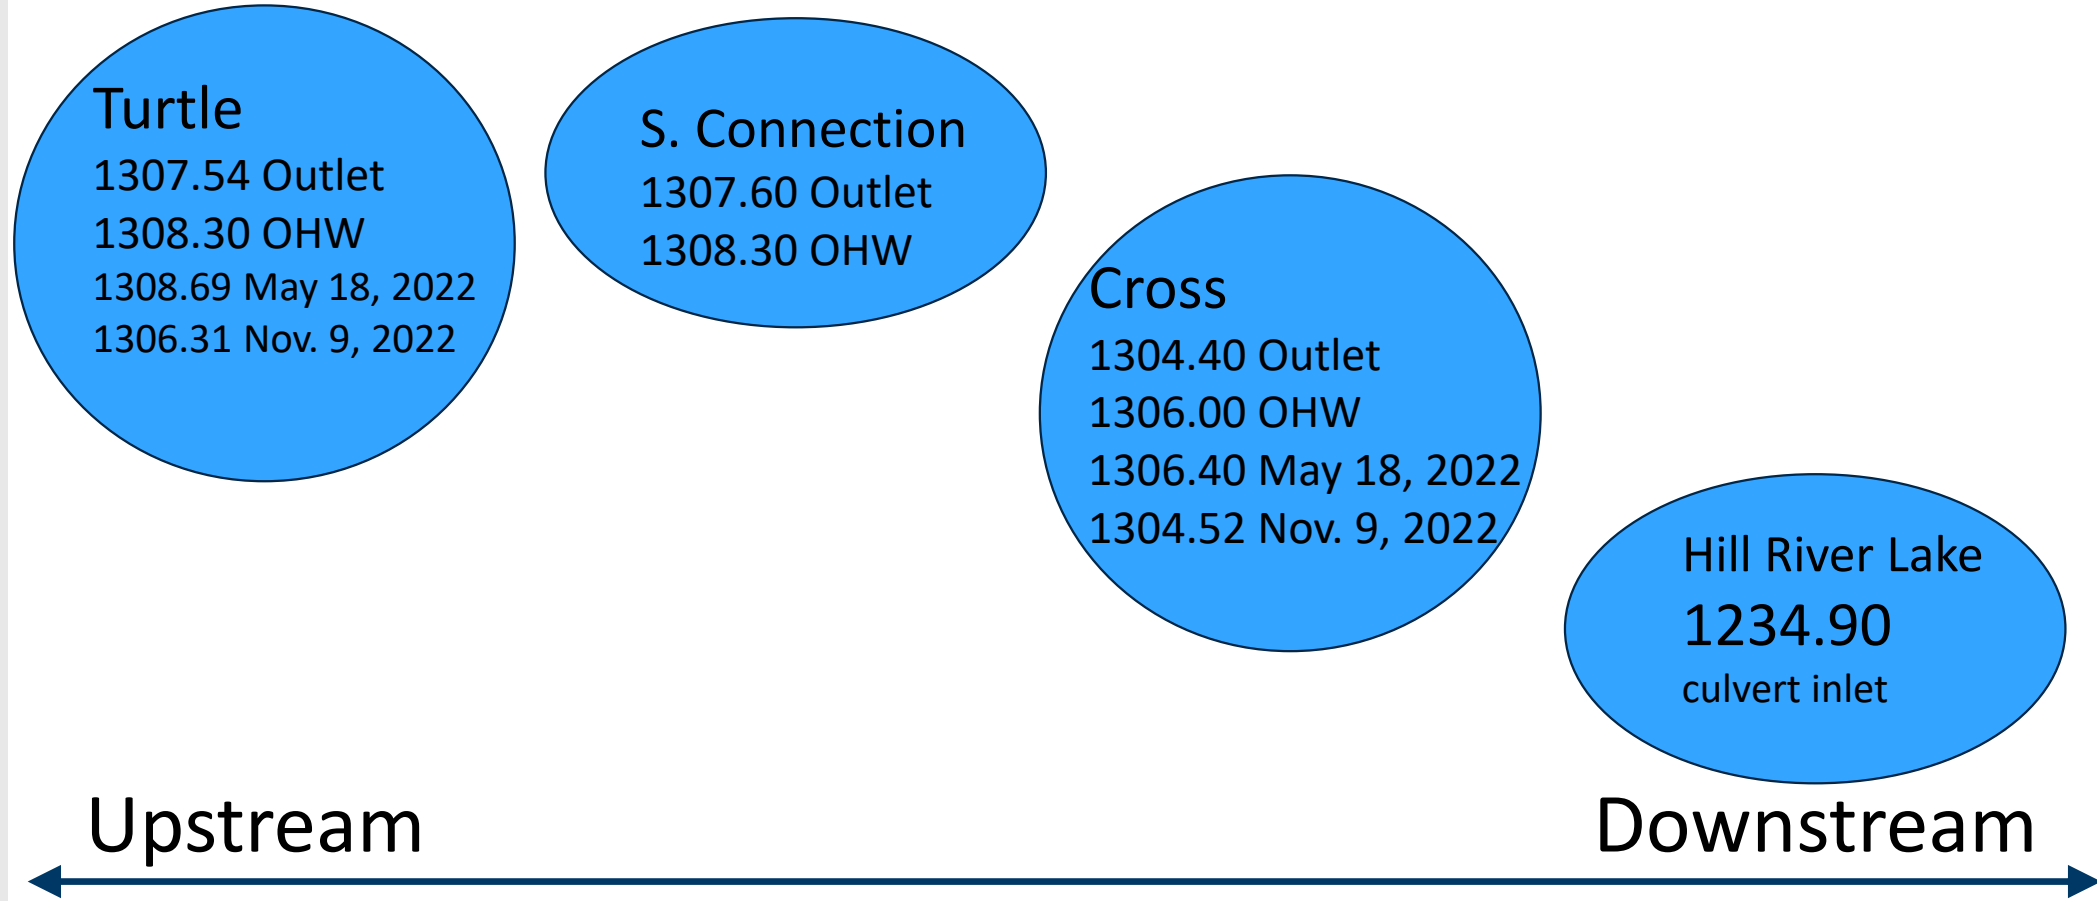 Turtle
1307.54 Outlet
1308.30 OHW
1308.69 May 18, 2022
1306.31 Nov. 9, 2022
S. Connection
1307.60 Outlet
1308.30 OHW
Cross
1304.40 Outlet
1306.00 OHW
1306.40 May 18, 2022
1304.52 Nov. 9, 2022
Hill River Lake
1234.90
culvert inlet
Upstream
Downstream